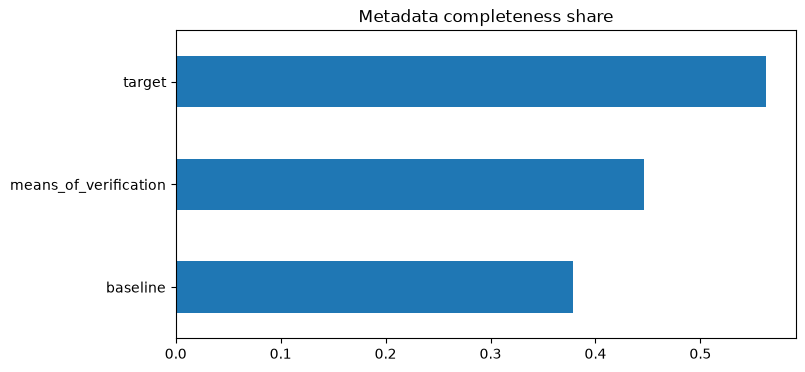 Metadata completeness share
target
means_of_verification
baseline
0.0 0.1 0.2 0.3 0.4 0.5